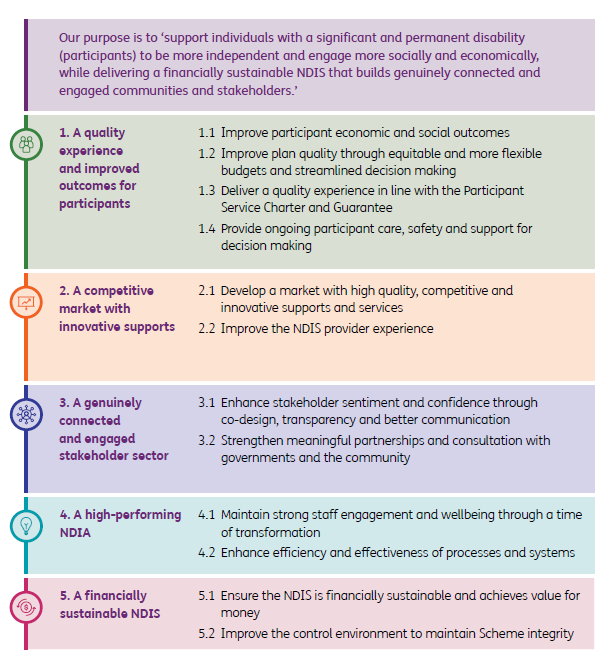 Our purpose is to ‘support individuals with a significant and permanent disability
(participants) to be more independent and engage more socially and economically,
while delivering a financially sustainable NDIS that builds genuinely connected and
engaged communities and stakeholders.’
1. A quality
experience
and improved
outcomes for
participants
1.1 Improve participant economic and social outcomes
1.2 Improve plan quality through equitable and more flexible
budgets and streamlined decision making
1.3 Deliver a quality experience in line with the Participant
Service Charter and Guarantee
1.4 Provide ongoing participant care, safety and support for
decision making
2. A competitive
market with
innovative supports
2.1 Develop a market with high quality, competitive and
innovative supports and services
2.2 Improve the NDIS provider experience
3. A genuinely
connected
and engaged
stakeholder sector
3.1 Enhance stakeholder sentiment and confidence through
co-design, transparency and better communication
3.2 Strengthen meaningful partnerships and consultation with
governments and the community
4. A high-performing
NDIA
4.1 Maintain strong staff engagement and wellbeing through a time
of transformation
4.2 Enhance efficiency and effectiveness of processes and systems
5. A financially
sustainable NDIS
5.1 Ensure the NDIS is financially sustainable and achieves value for
money
5.2 Improve the control environment to maintain Scheme integrity